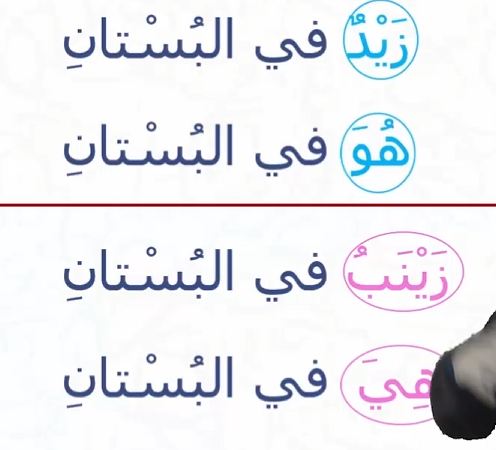 زَيْدٌ في البُسْتانِ
هُوَ في البُسْتانِ
زَيْنَبُ في البُسْتانِ
هِيَ في البُسْتانِ